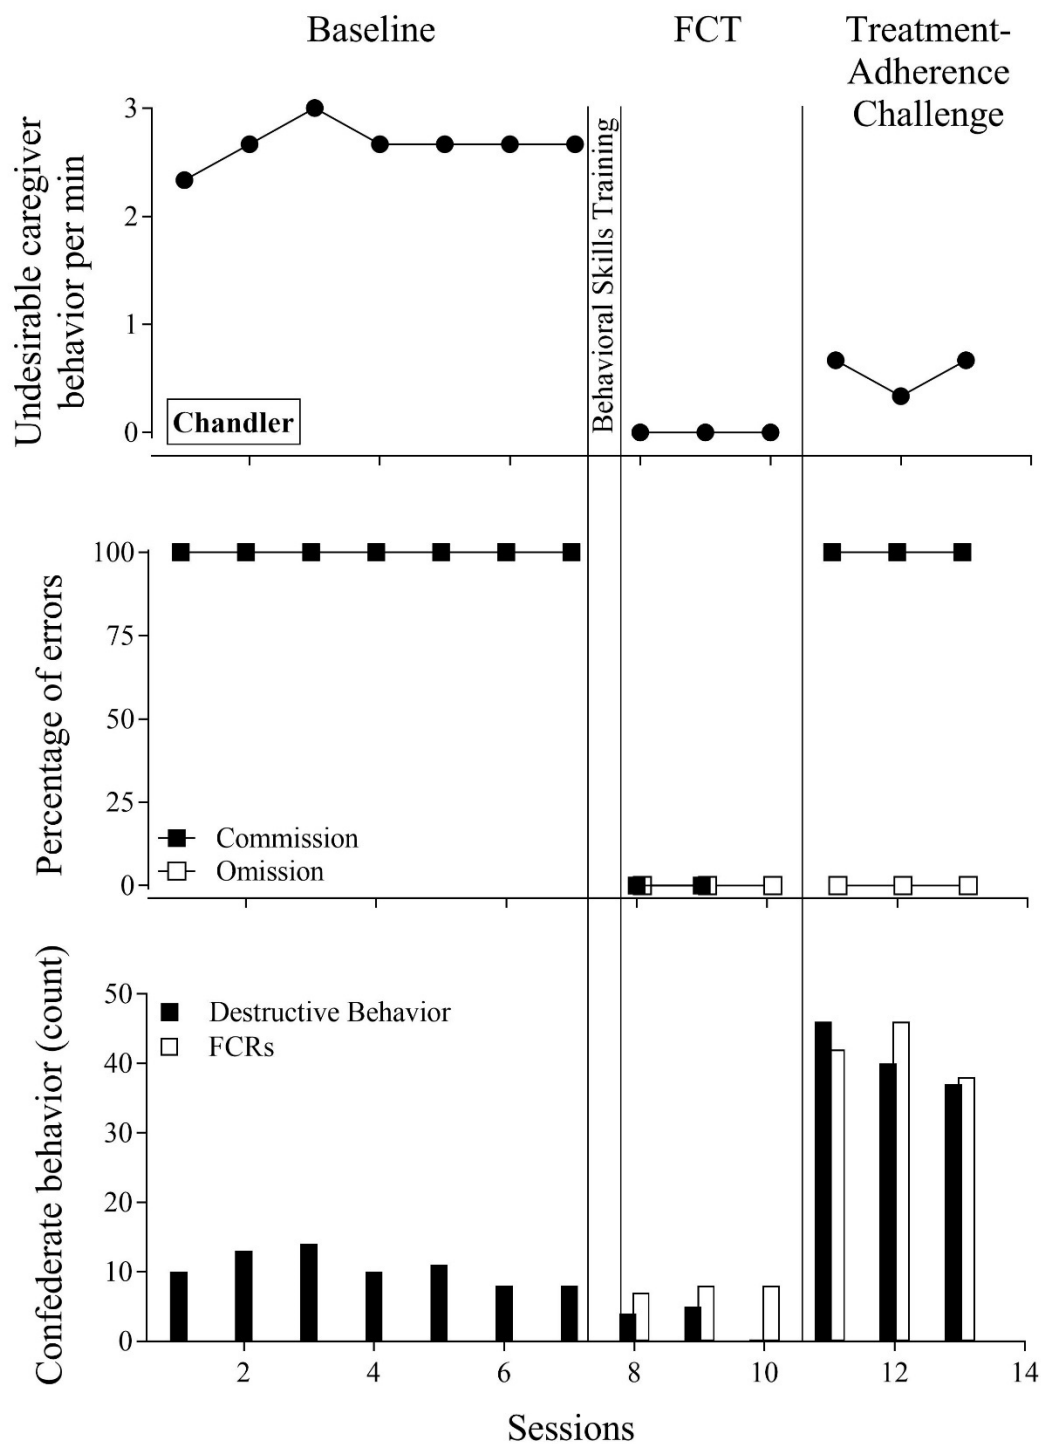 Baseline
FCT
Treatment-
Adherence
Challenge
Undesirable caregiver
behavior per min
3
2
1
0
Chandler
Behavioral Skills Training
Percentage of errors
100
75
50
25
0
Commission
Omission
Confederate behavior (count)
50
40
30
20
10
0
Destructive Behavior
FCRs
2 4 6 8 10 12 14
Sessions